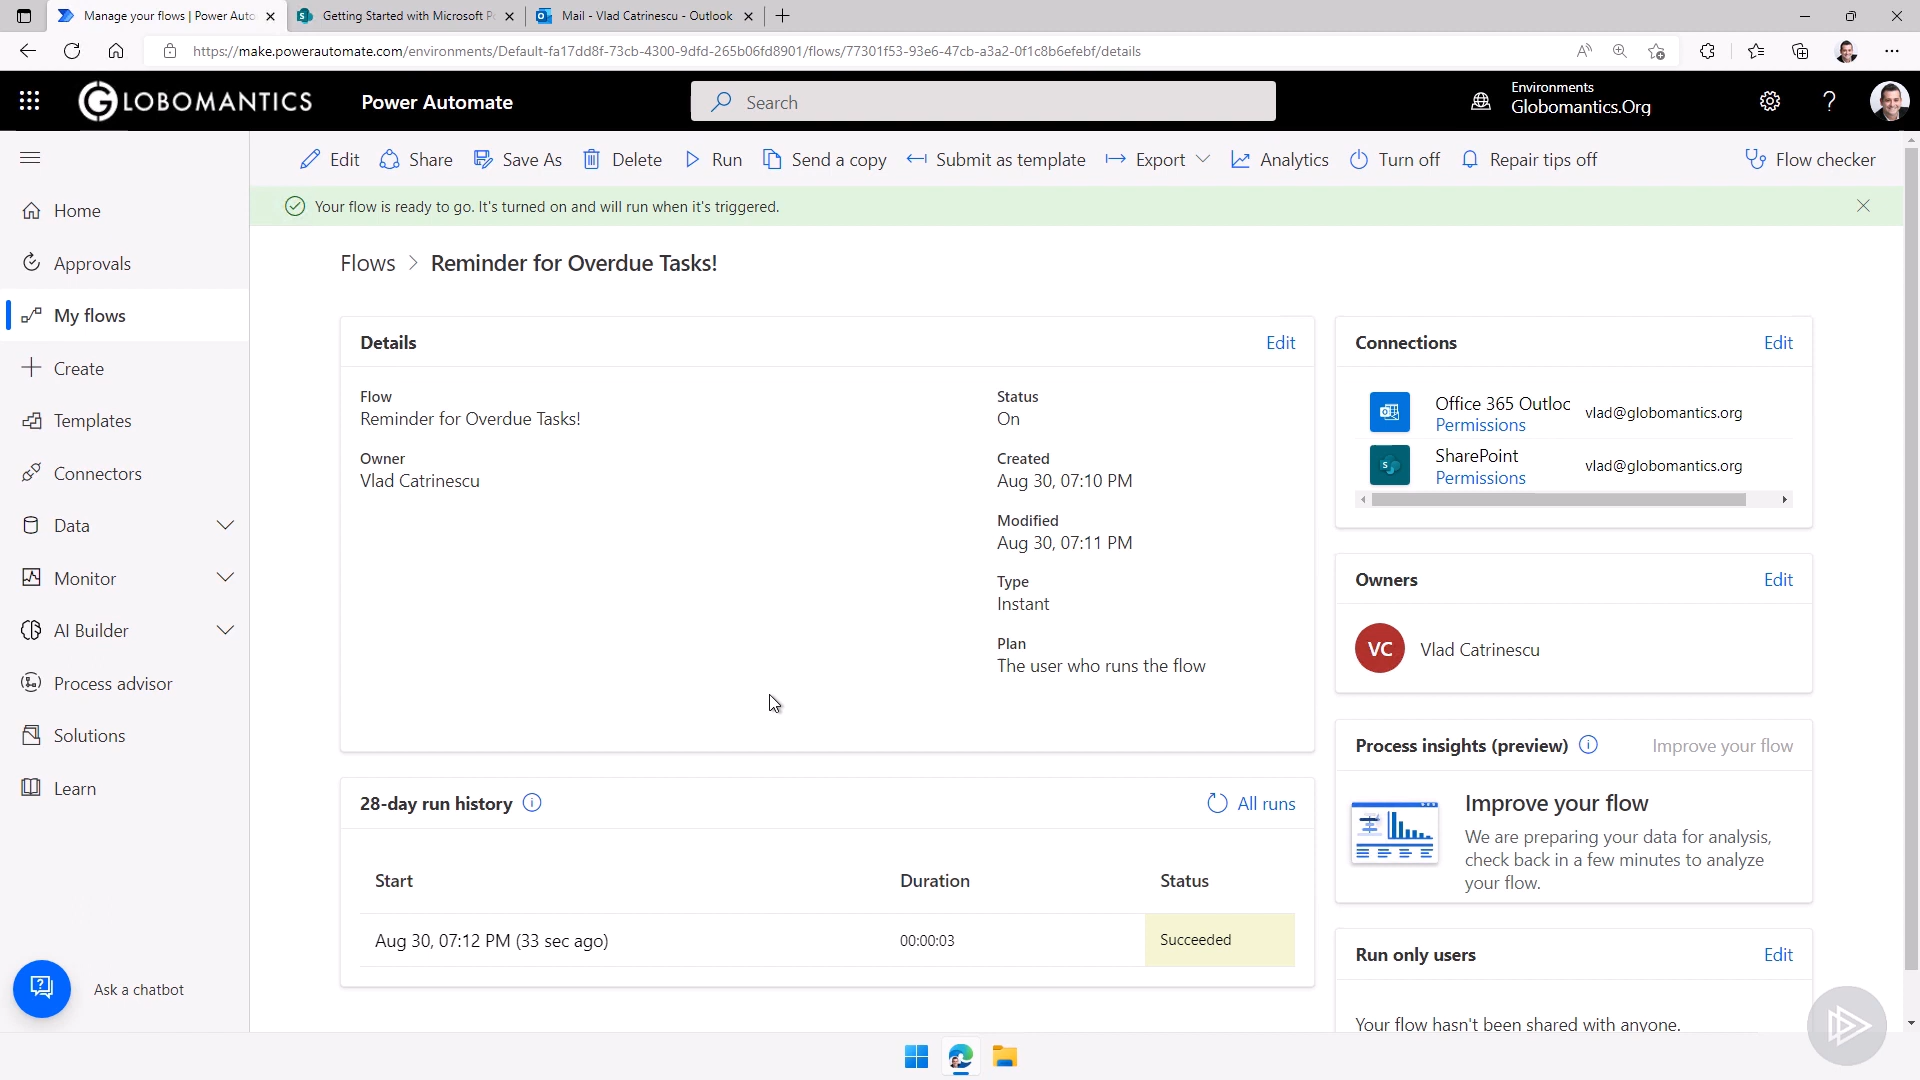 Manage your flows | Power Auto
Getting Started with Microsoft P
Mail - Vlad Catrinescu - Outlook
https://make.powerautomate.com/environments/Default-fa17dd8f-73cb-4300-9dfd-265b06fd8901/flows/77301f53-93e6-47cb-a3a2-0f1c8b6efebf/details
GLOBOMANTICS
Power Automate
Search
Environments
Globomantics.Org
Edit
Share
Save As
Delete
Run
Send a copy
Submit as template
Export
Analytics
Turn off
Repair tips off
Flow checker
Your flow is ready to go. It's turned on and will run when it's triggered.
Home
Approvals
My flows
Create
Templates
Connectors
Data
Monitor
AI Builder
Process advisor
Solutions
Learn
Ask a chatbot
Flows > Reminder for Overdue Tasks!
Details
Edit
Flow
Reminder for Overdue Tasks!
Owner
Vlad Catrinescu
Status
On
Created
Aug 30, 07:10 PM
Modified
Aug 30, 07:11 PM
Type
Instant
Plan
The user who runs the flow
28-day run history
All runs
Start
Duration
Status
Aug 30, 07:12 PM (33 sec ago)
00:00:03
Succeeded
Connections
Edit
Office 365 Outloc
vlad@globomantics.org
Permissions
SharePoint
vlad@globomantics.org
Permissions
Owners
Edit
VC
Vlad Catrinescu
Process insights (preview)
Improve your flow
Improve your flow
We are preparing your data for analysis,
check back in a few minutes to analyze
your flow.
Run only users
Edit
Your flow hasn't been shared with anyone.